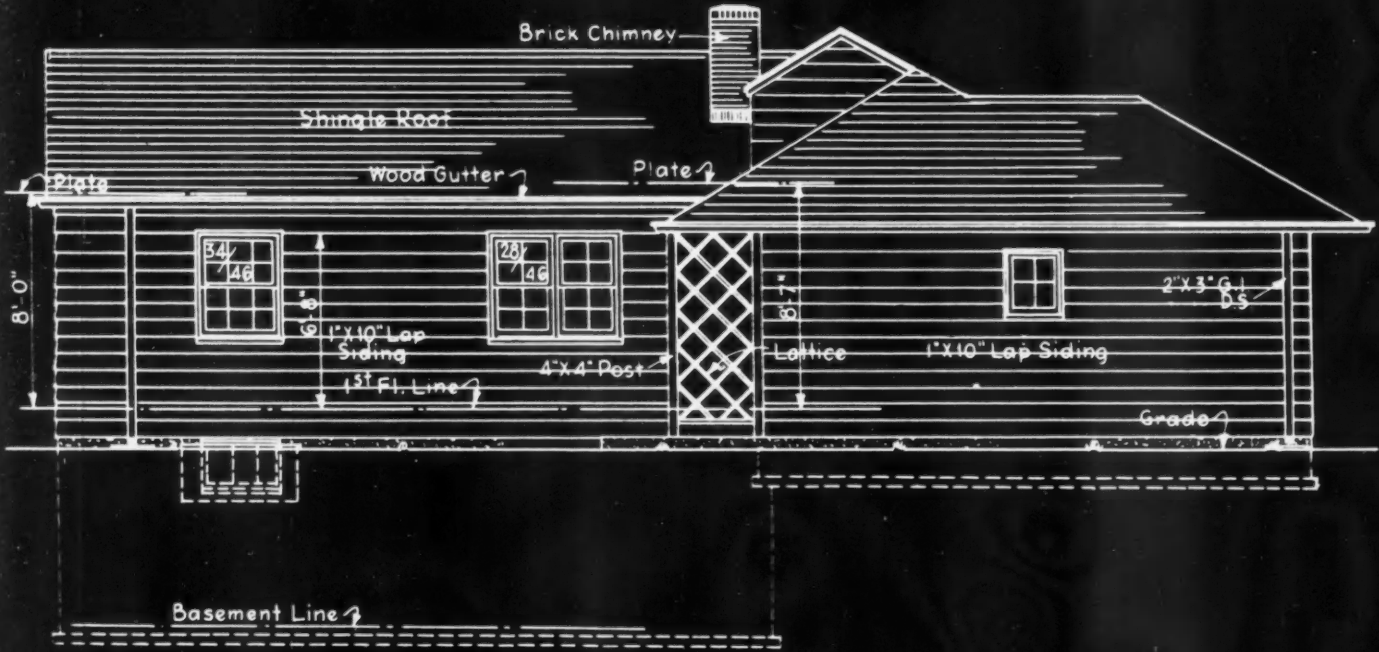 Brick Chimney
Shingle Roof
Plate
Wood Gutter
Plate
34/46
28/46
8'-0"
6'-8"
8'-7"
2"X3" G.I.
D.S.
1"X10" Lap
Siding
4"X4" Post
Lattice
1"X10" Lap Siding
1st Fl. Line
Grade
Basement Line